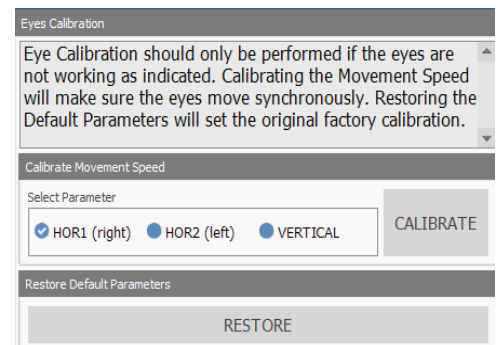 Eyes Calibration
Eye Calibration should only be performed if the eyes are
not working as indicated. Calibrating the Movement Speed
will make sure the eyes move synchronously. Restoring the
Default Parameters will set the original factory calibration.
Calibrate Movement Speed
Select Parameter
HOR1 (right) HOR2 (left) VERTICAL
CALIBRATE
Restore Default Parameters
RESTORE